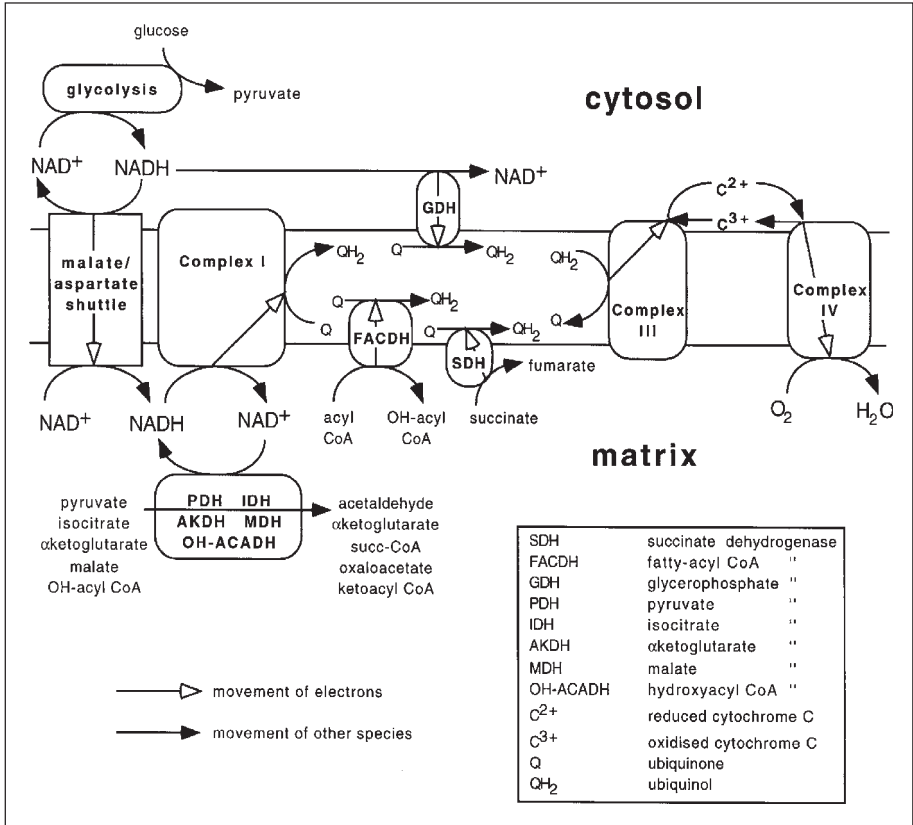 glucose
glycolysis
pyruvate
cytosol
NAD+
NADH
NAD+
C2+
C3+
GDH
malate/
aspartate
shuttle
Complex I
QH2
Q
QH2
QH2
Q
Complex
III
Complex
IV
Q
QH2
Q
FACDH
Q
QH2
SDH
fumarate
succinate
NAD+
NADH
NAD+
acyl
CoA
OH-acyl
CoA
O2
H2O
matrix
pyruvate
isocitrate
αketoglutarate
malate
OH-acyl CoA
PDH IDH
AKDH MDH
OH-ACADH
acetaldehyde
αketoglutarate
succ-CoA
oxaloacetate
ketoacyl CoA
SDH succinate dehydrogenase
FACDH fatty-acyl CoA "
GDH glycerophosphate "
PDH pyruvate "
IDH isocitrate "
AKDH αketoglutarate "
MDH malate "
OH-ACADH hydroxyacyl CoA "
C2+ reduced cytochrome C
C3+ oxidised cytochrome C
Q ubiquinone
QH2 ubiquinol
movement of electrons
movement of other species